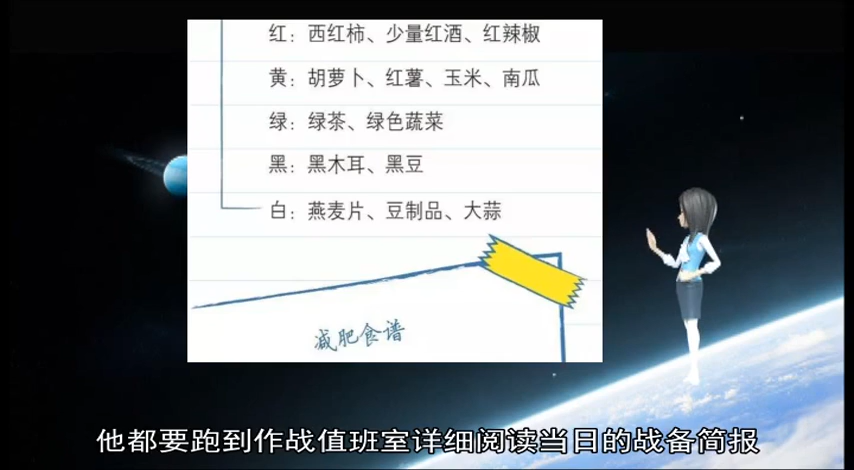 红：西红柿、少量红酒、红辣椒
黄：胡萝卜、红薯、玉米、南瓜
绿：绿茶、绿色蔬菜
黑：黑木耳、黑豆
白：燕麦片、豆制品、大蒜
减肥食谱
他都要跑到作战值班室详细阅读当日的战备简报